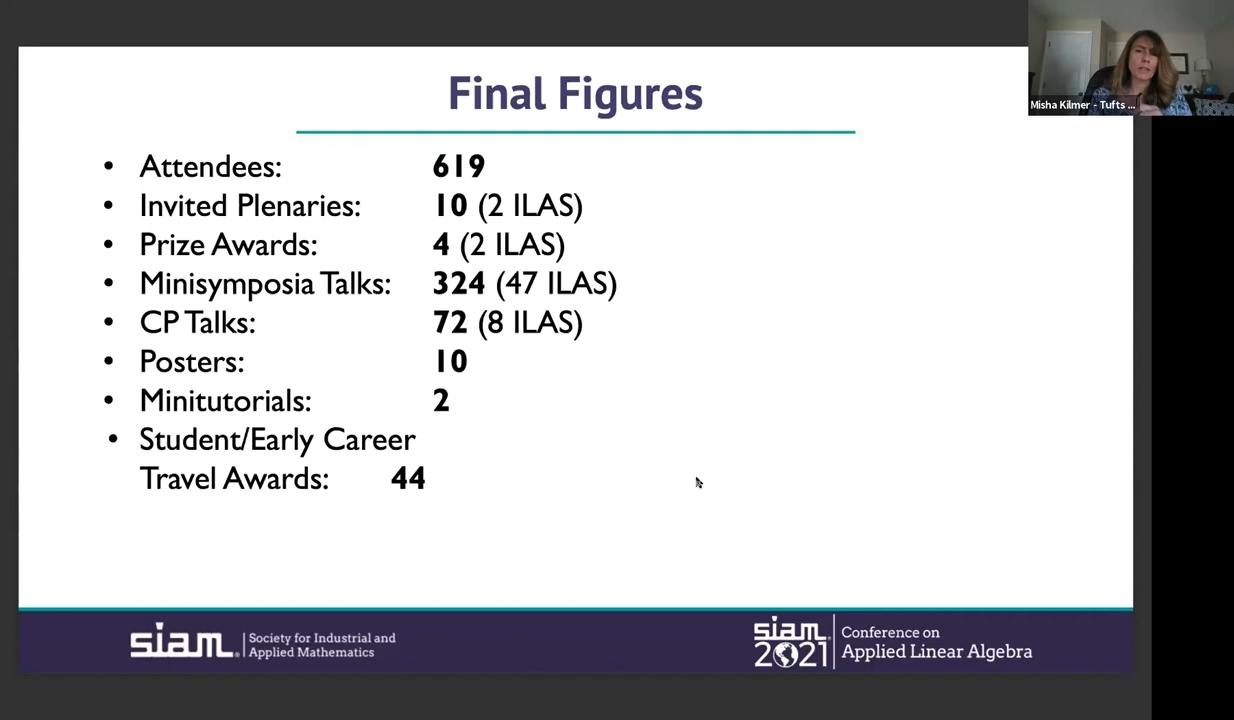 Final Figures
Misha Kilmer - Tufts ...
• Attendees: 619
• Invited Plenaries: 10 (2 ILAS)
• Prize Awards: 4 (2 ILAS)
• Minisymposia Talks: 324 (47 ILAS)
• CP Talks: 72 (8 ILAS)
• Posters: 10
• Minitutorials: 2
• Student/Early Career
Travel Awards: 44
siam. Society for Industrial and
Applied Mathematics
siam. 2021 Conference on
Applied Linear Algebra